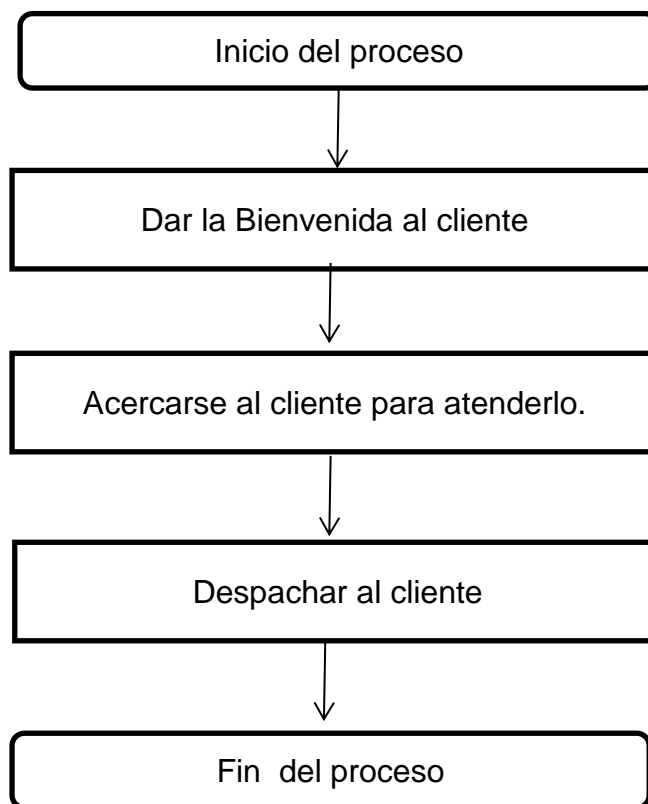 Inicio del proceso
Dar la Bienvenida al cliente
Acercarse al cliente para atenderlo.
Despachar al cliente
Fin  del proceso